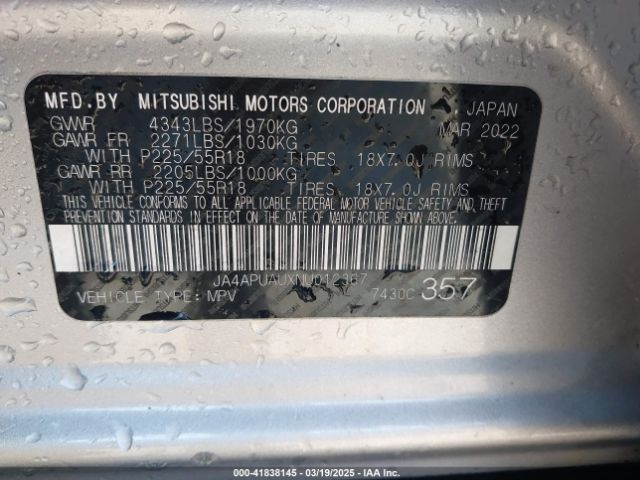 MFD.BY MITSUBISHI MOTORS CORPORATION JAPAN
GVWR 4343LBS/1970KG MAR 2022
GAWR FR 2271LBS/1030KG
WITH P225/55R18 TIRES 18X7.0J RIMS
GAWR RR 2205LBS/1000KG
WITH P225/55R18 TIRES 18X7.0J RIMS
THIS VEHICLE CONFORMS TO ALL APPLICABLE FEDERAL MOTOR VEHICLE SAFETY AND THEFT
PREVENTION STANDARDS IN EFFECT ON THE DATE OF MANUFACTURE SHOWN ABOVE.
JA4APUAUXNU012367
VEHICLE TYPE: MPV 7430C 357
000-41838145 - 03/19/2025 - IAA Inc.